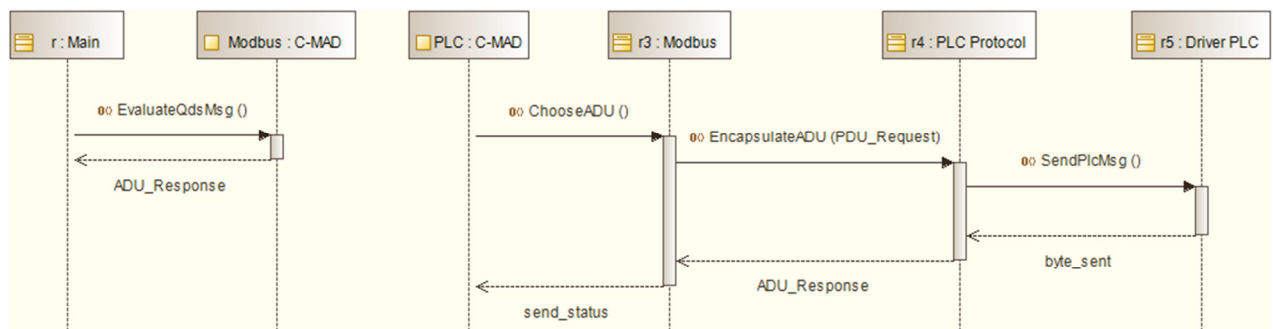 r : Main
Modbus : C-MAD
PLC : C-MAD
r3 : Modbus
r4 : PLC Protocol
r5 : Driver PLC
EvaluateQdsMsg ()
ADU_Response
ChooseADU ()
EncapsulateADU (PDU_Request)
SendPlcMsg ()
byte_sent
ADU_Response
send_status